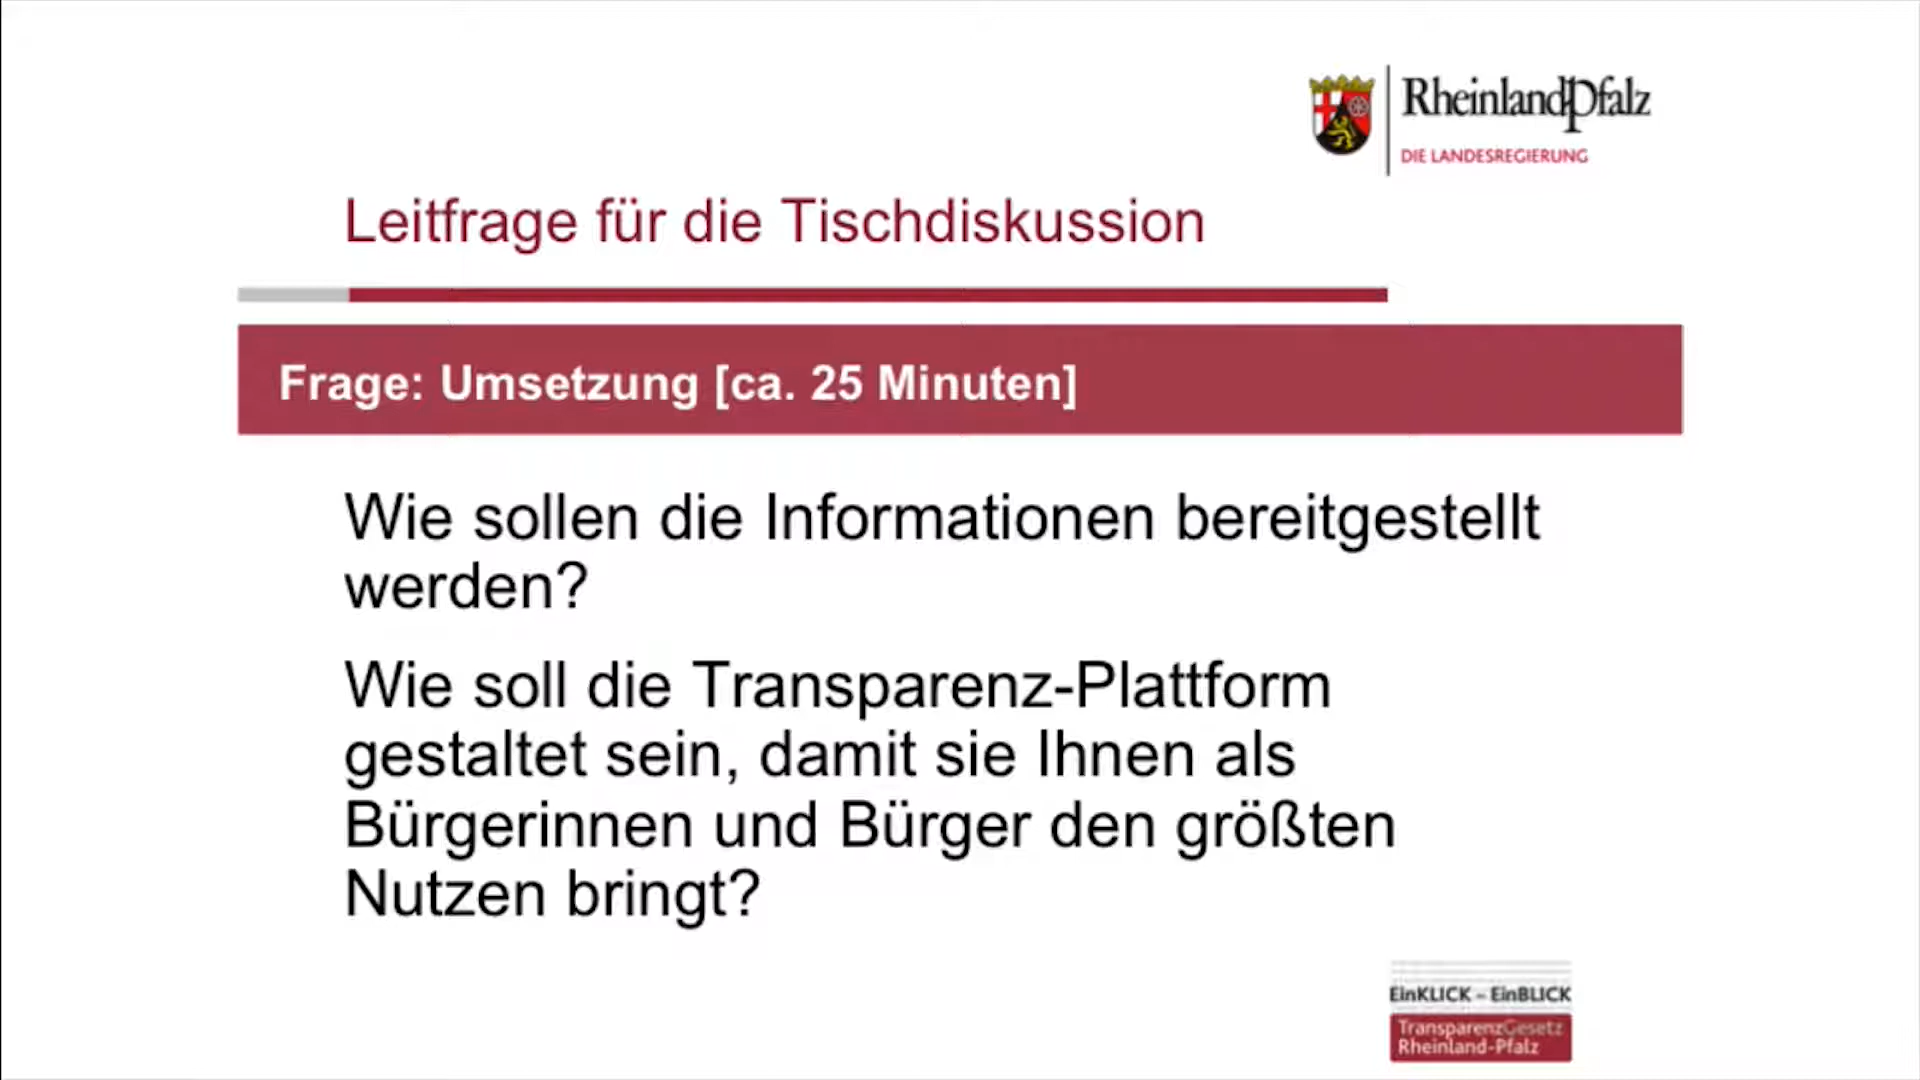 RheinlandPfalz
DIE LANDESREGIERUNG
Leitfrage für die Tischdiskussion
Frage: Umsetzung [ca. 25 Minuten]
Wie sollen die Informationen bereitgestellt
werden?
Wie soll die Transparenz-Plattform
gestaltet sein, damit sie Ihnen als
Bürgerinnen und Bürger den größten
Nutzen bringt?
EinKLICK – EinBLICK
TransparenzGesetz
Rheinland-Pfalz